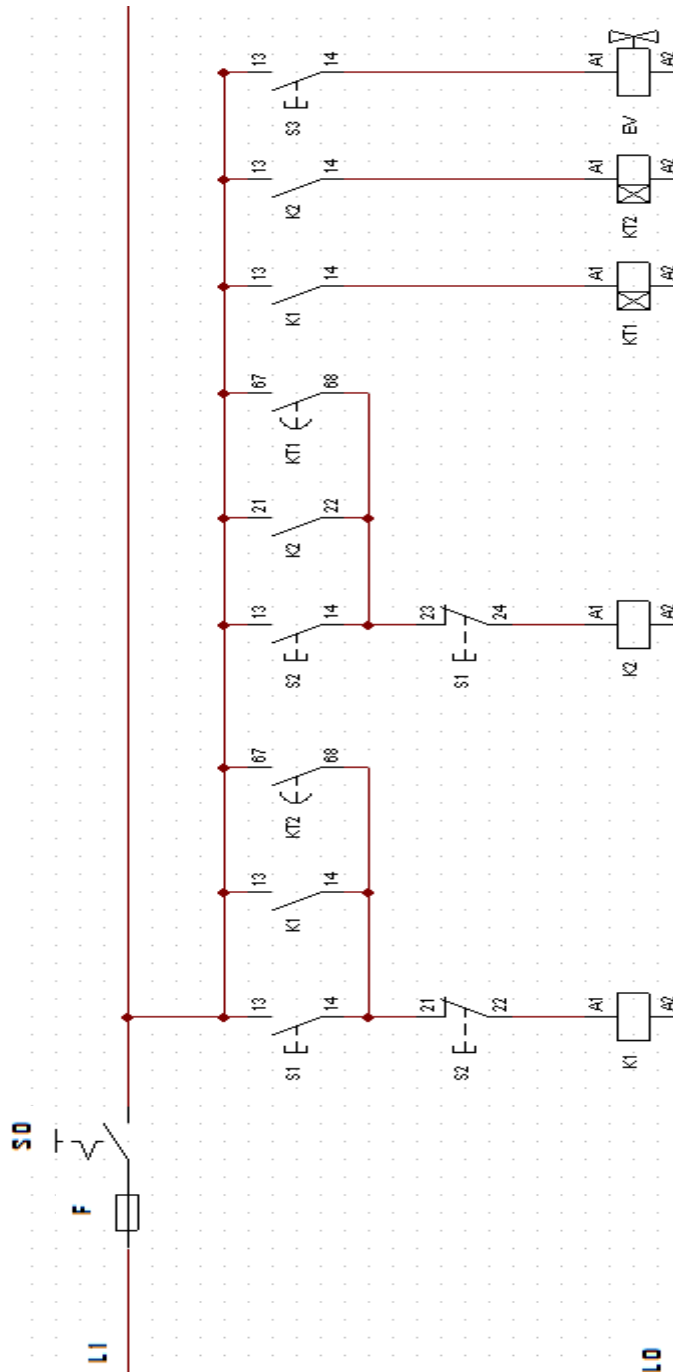 S0
F
L1
13 13 67 13 21 67 13 13 13
S1 K1 KT2 S2 K2 KT1 K1 K2 S3
14 14 68 14 22 68 14 14 14
21 23
S2 S1
22 24
A1 A1 A1 A1 A1
K1 K2 KT1 KT2 EV
L0
A2 A2 A2 A2 A2